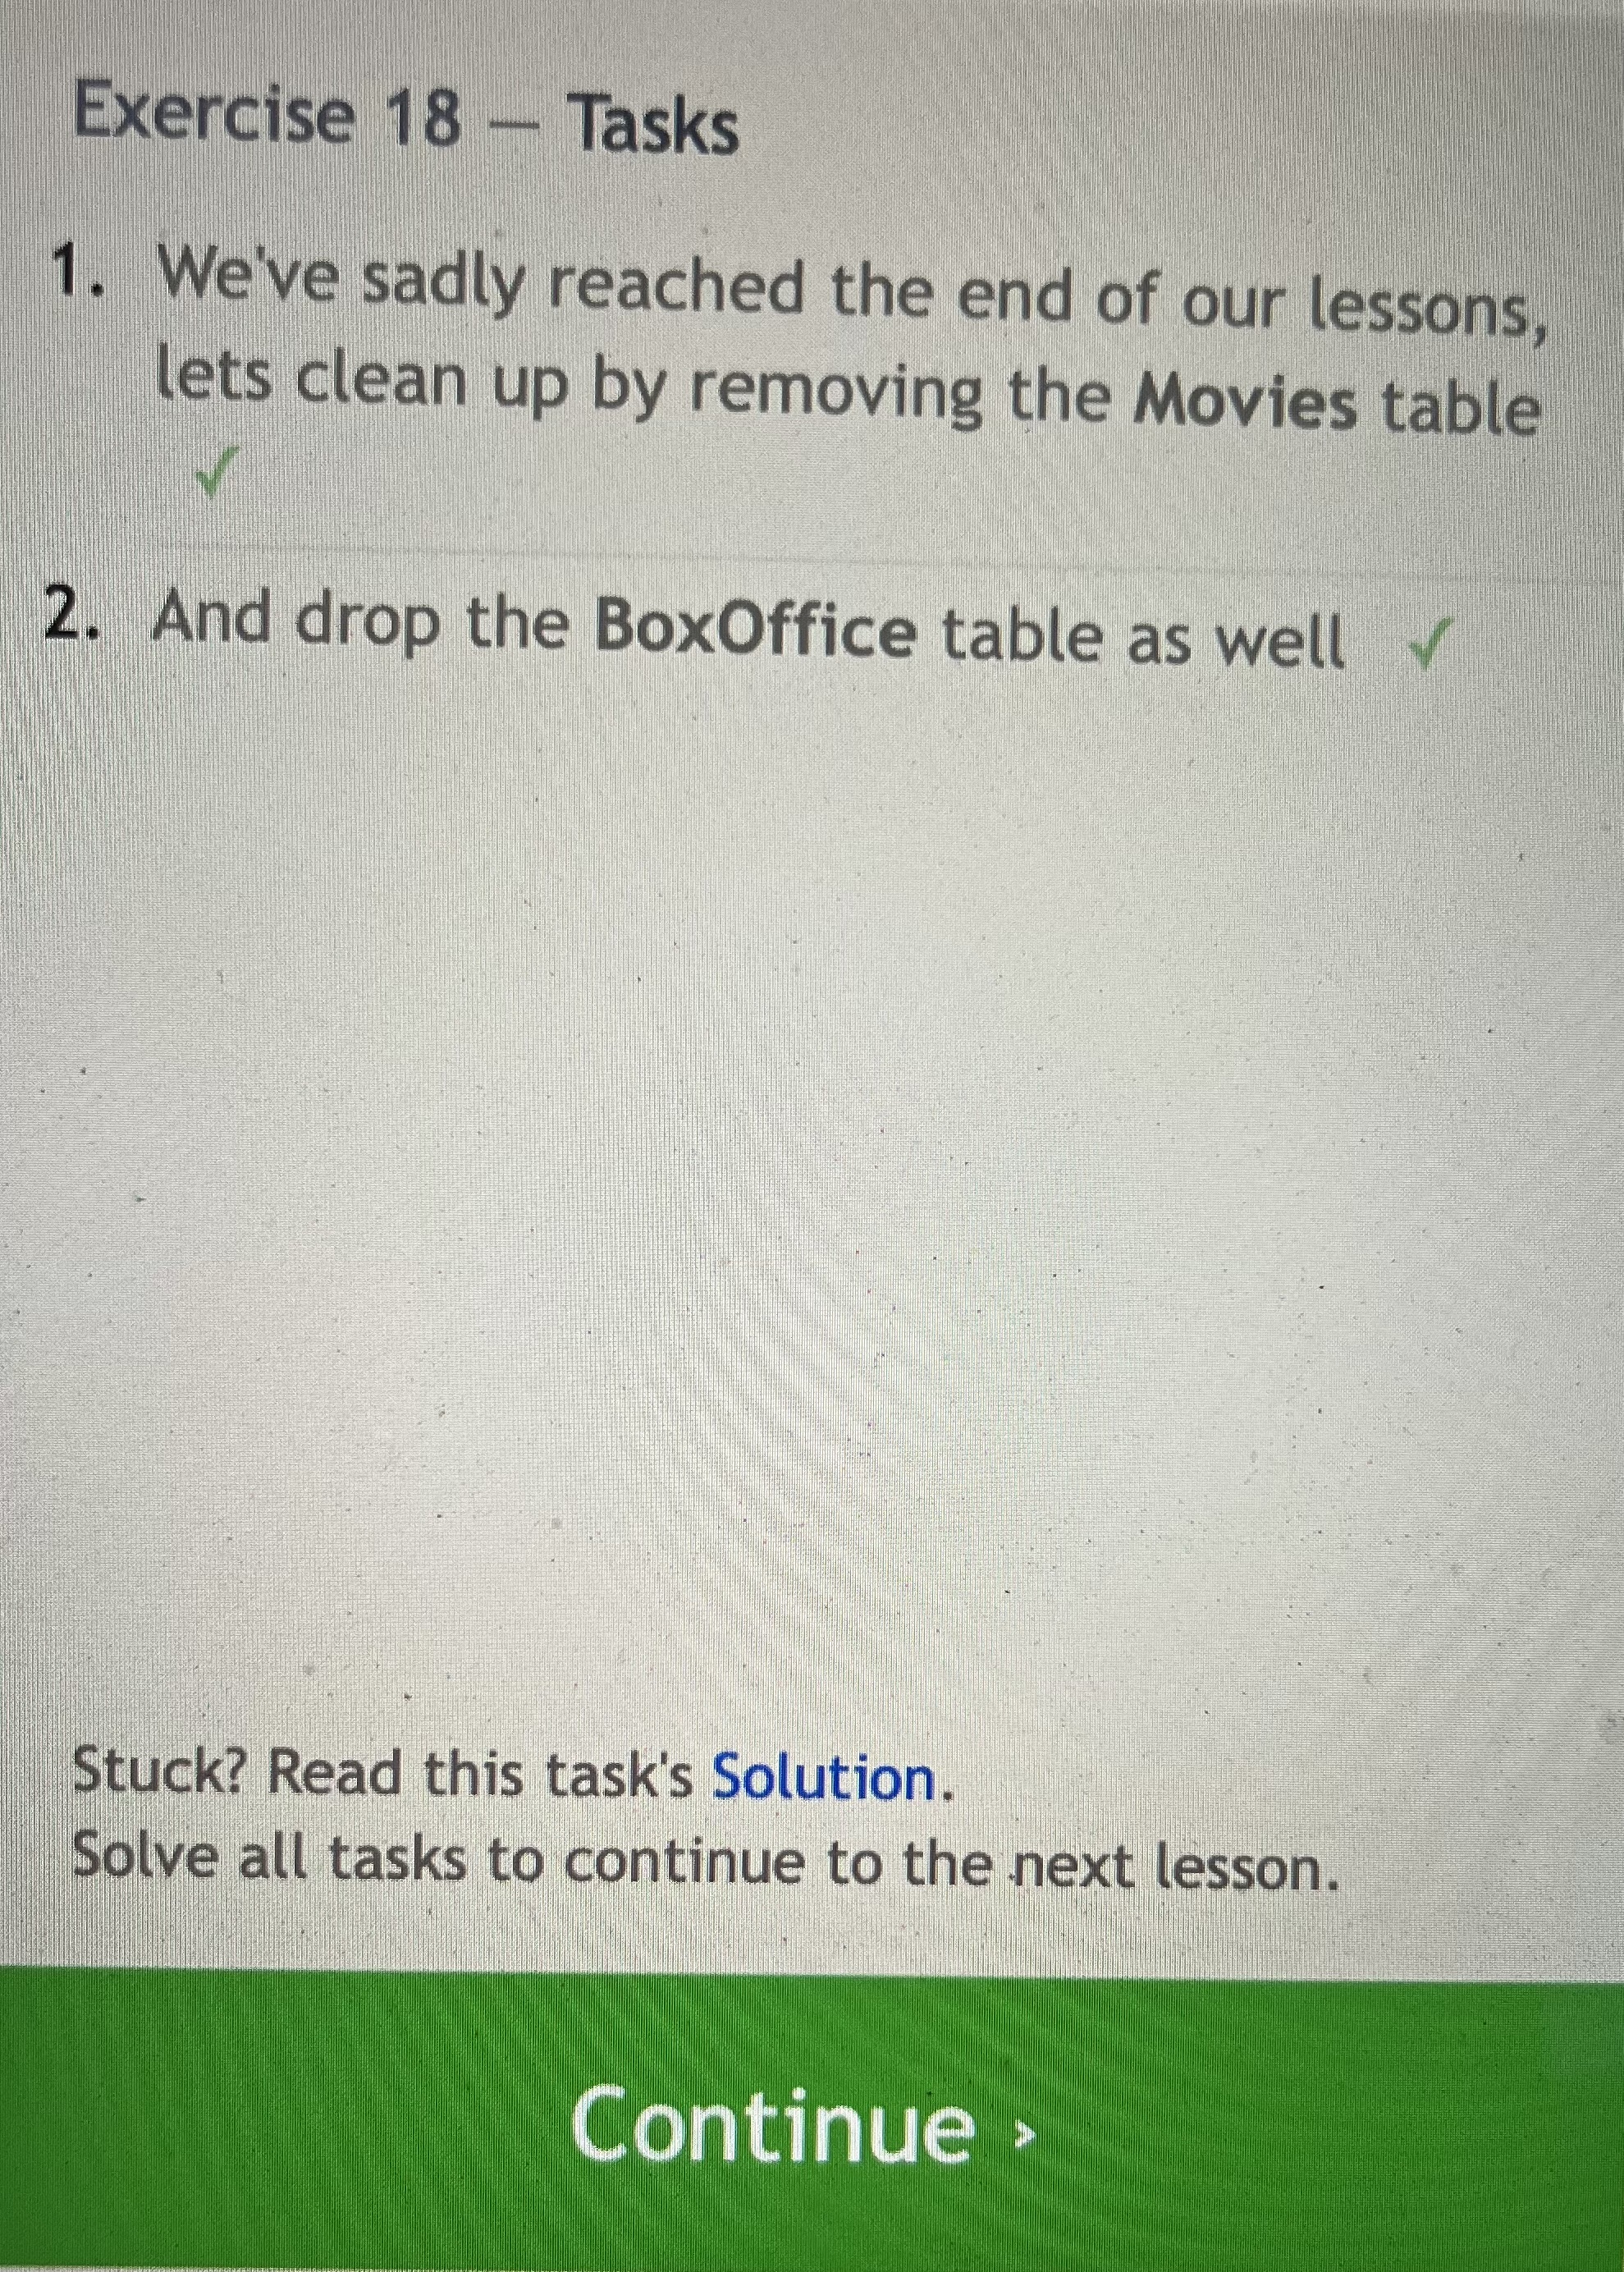 Exercise 18 — Tasks
1. We've sadly reached the end of our lessons,
lets clean up by removing the Movies table
✓
2. And drop the BoxOffice table as well ✓
Stuck? Read this task's Solution.
Solve all tasks to continue to the next lesson.
Continue ›